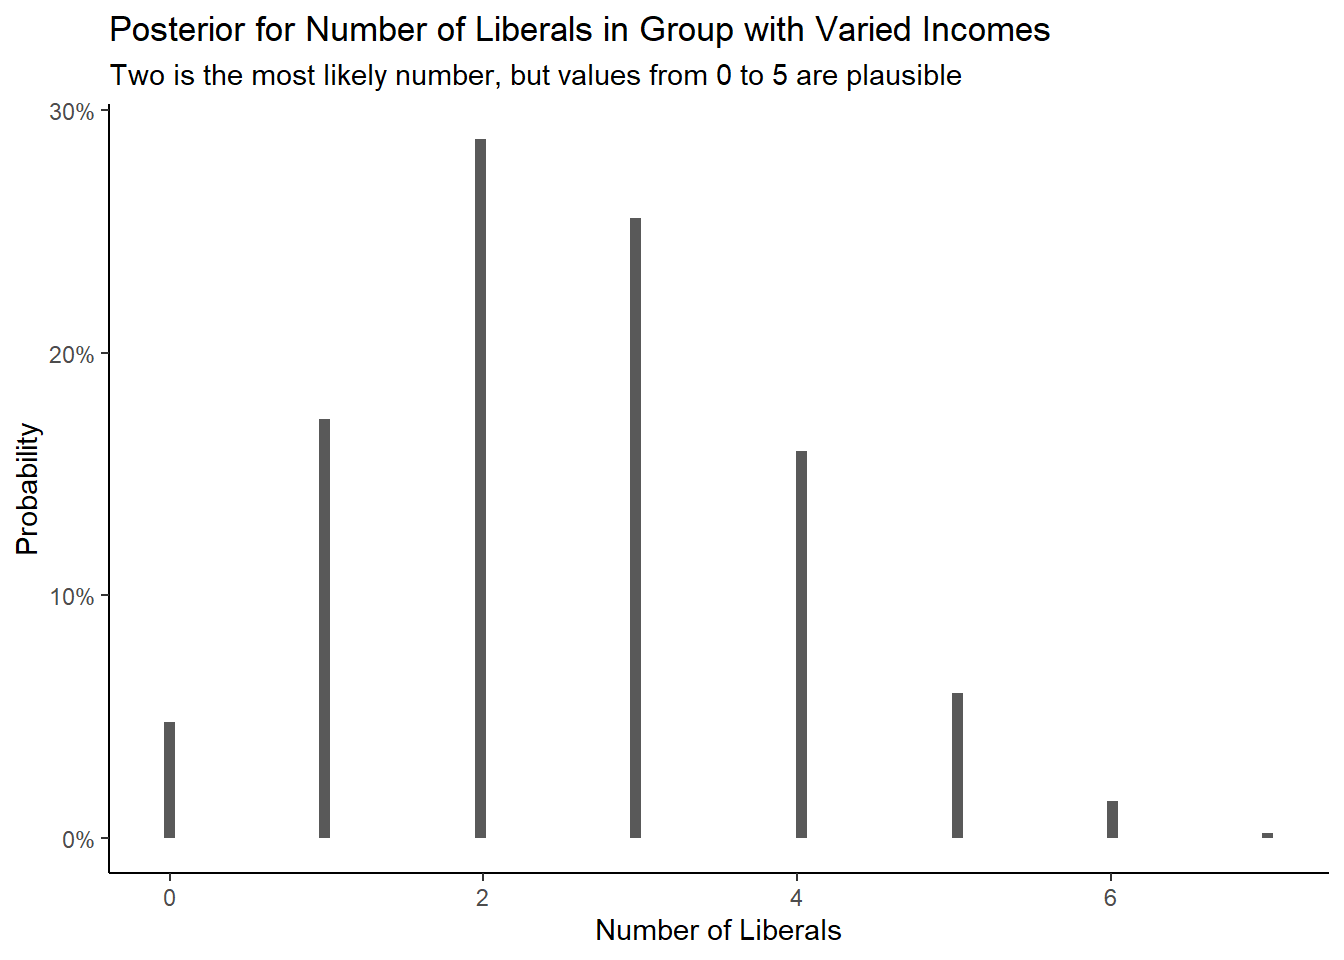 Posterior for Number of Liberals in Group with Varied Incomes
Two is the most likely number, but values from 0 to 5 are plausible
30%
20%
10%
0%
Probability
0 2 4 6
Number of Liberals